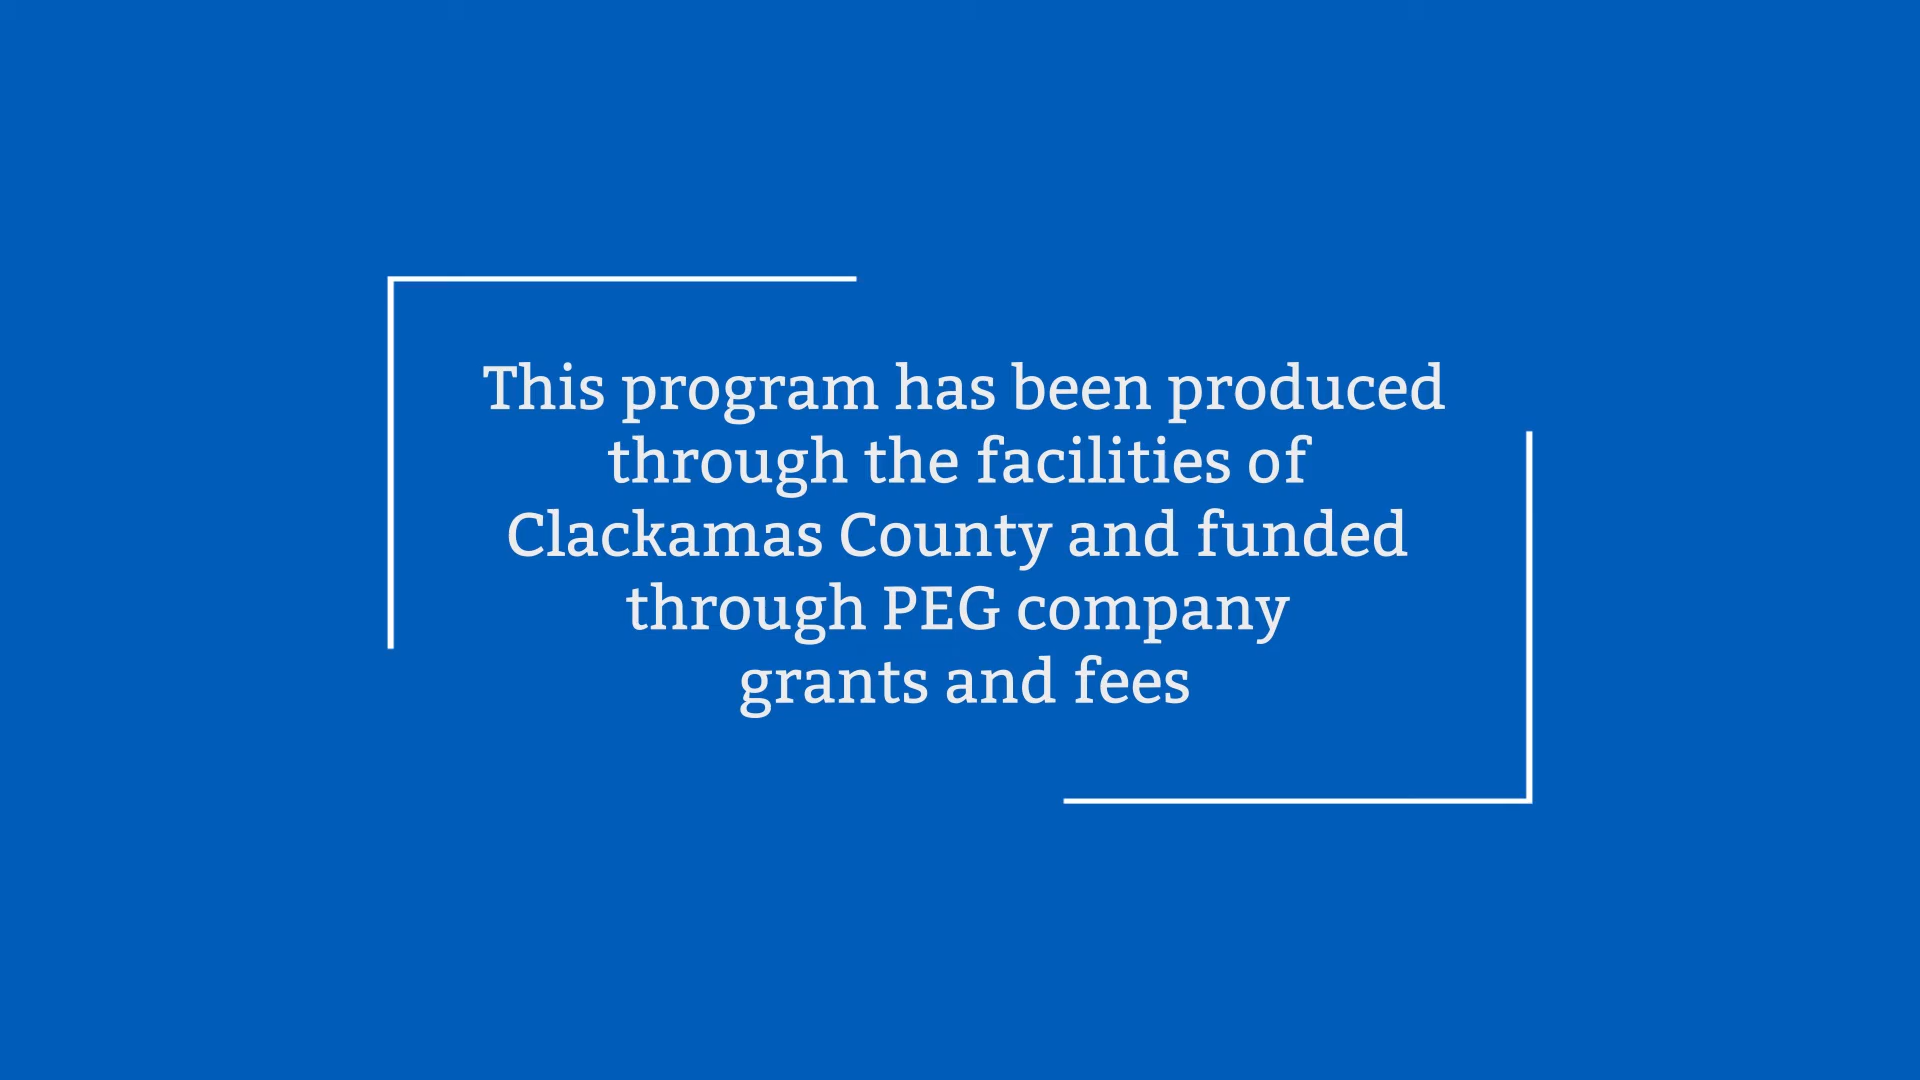 This program has been produced
through the facilities of
Clackamas County and funded
through PEG company
grants and fees